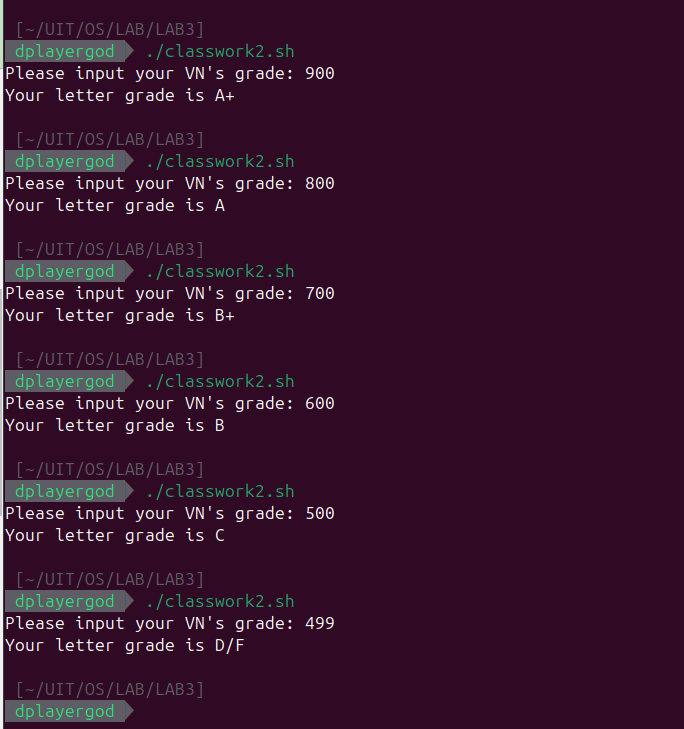 [~/UIT/OS/LAB/LAB3]
dplayergod ./classwork2.sh
Please input your VN's grade: 900
Your letter grade is A+
[~/UIT/OS/LAB/LAB3]
dplayergod ./classwork2.sh
Please input your VN's grade: 800
Your letter grade is A
[~/UIT/OS/LAB/LAB3]
dplayergod ./classwork2.sh
Please input your VN's grade: 700
Your letter grade is B+
[~/UIT/OS/LAB/LAB3]
dplayergod ./classwork2.sh
Please input your VN's grade: 600
Your letter grade is B
[~/UIT/OS/LAB/LAB3]
dplayergod ./classwork2.sh
Please input your VN's grade: 500
Your letter grade is C
[~/UIT/OS/LAB/LAB3]
dplayergod ./classwork2.sh
Please input your VN's grade: 499
Your letter grade is D/F
[~/UIT/OS/LAB/LAB3]
dplayergod